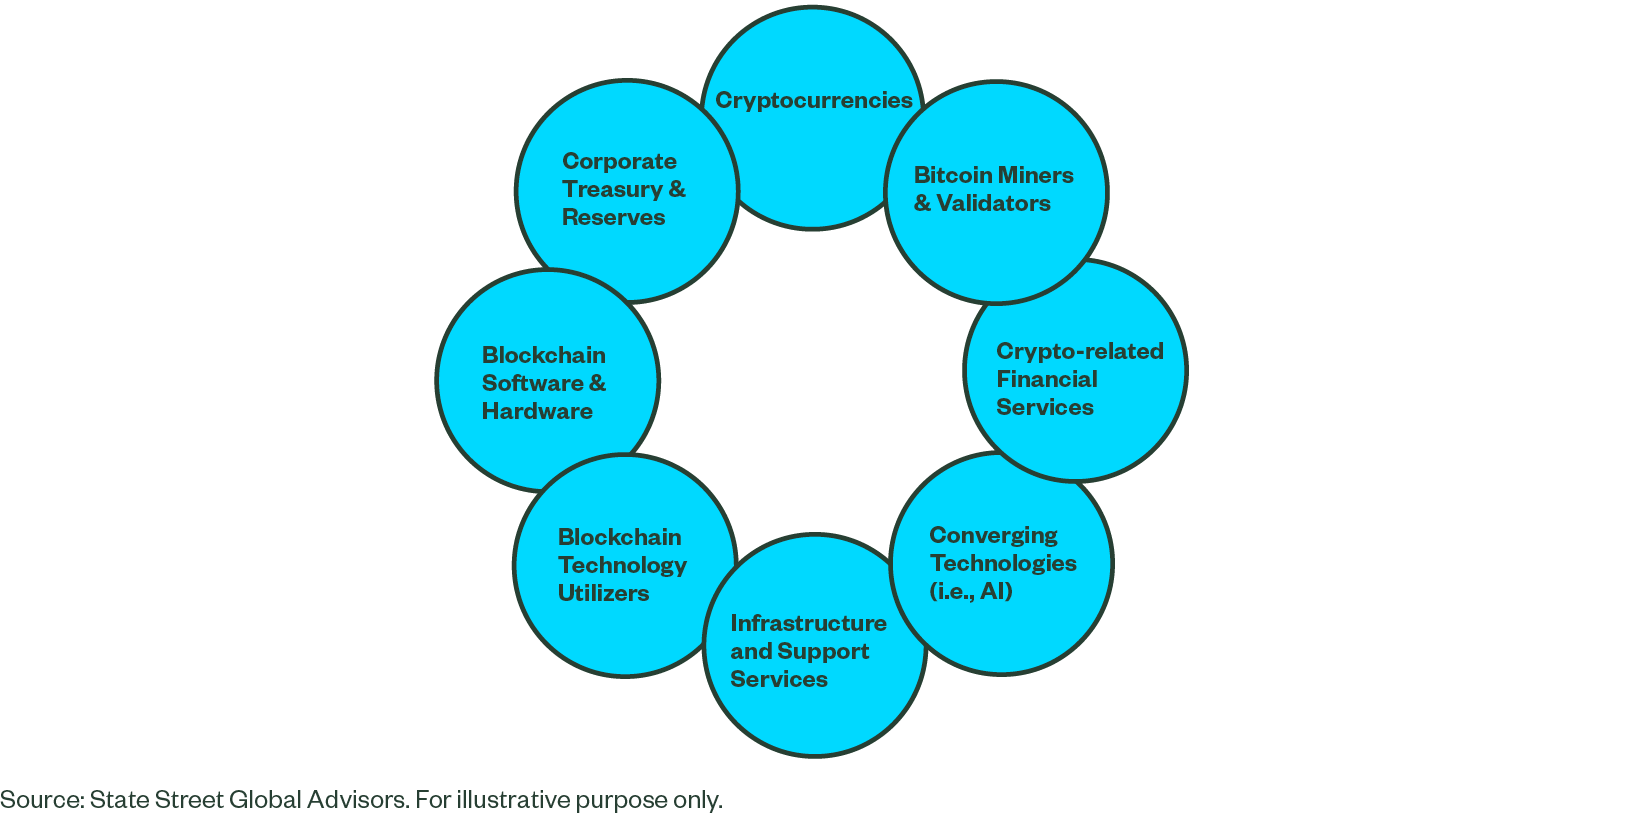 Cryptocurrencies
Bitcoin Miners
& Validators
Crypto-related
Financial
Services
Converging
Technologies
(i.e., AI)
Infrastructure
and Support
Services
Blockchain
Technology
Utilizers
Blockchain
Software &
Hardware
Corporate
Treasury &
Reserves
Source: State Street Global Advisors. For illustrative purpose only.